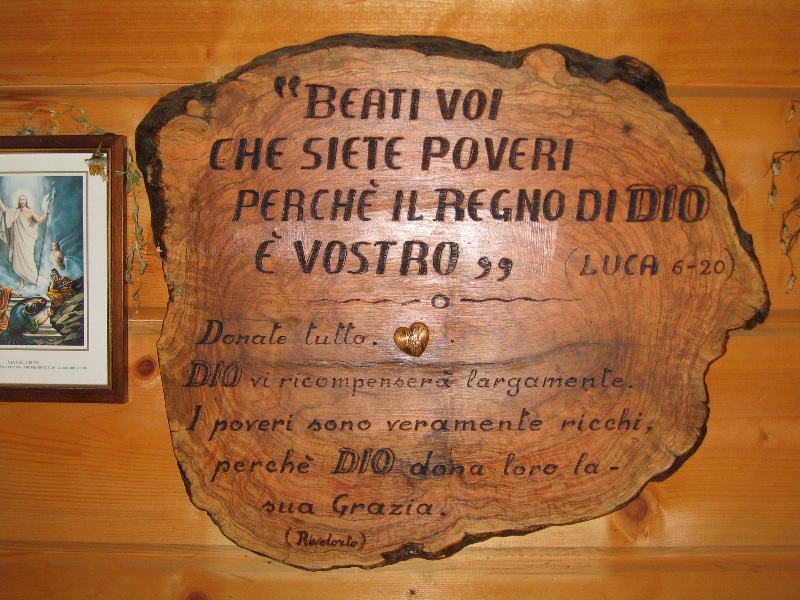 “BEATI VOI
CHE SIETE POVERI
PERCHÈ IL REGNO DI DIO
È VOSTRO „ (LUCA 6-20)
Donate tutto.
DIO vi ricompenserà largamente.
I poveri sono veramente ricchi,
perchè DIO dona loro la-
sua Grazia.